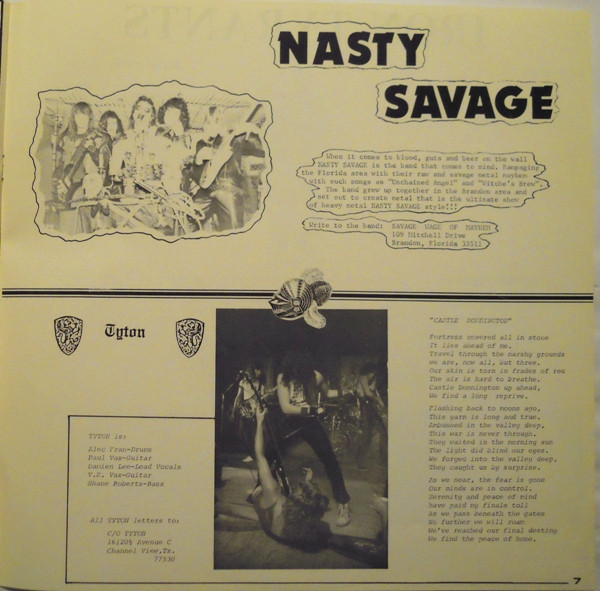 NASTY
SAVAGE
When it comes to blood, guts and beer on the wall
NASTY SAVAGE is the band that comes to mind. Rampaging
the Florida area with their raw and savage metal mayhem
with such songs as "Unchained Angel" and "Witche's Brew".
The band grew up together in the Brandon area and
set out to create metal that is the ultimate show
of heavy metal NASTY SAVAGE style!!!
Write to the band: SAVAGE WAGE OF MAYHEM
109 Mitchell Drive
Brandon, Florida 33511
Tyton
TYTON is:
Alec Fran-Drums
Paul Vax-Guitar
Damien Lee-Lead Vocals
V.E. Vax-Guitar
Shane Roberts-Bass
All TYTON letters to:
C/O TYTON
16120½ Avenue C
Channel View,Tx.
77530
"CASTLE DONNINGTON"
Fortress covered all in stone
It lies ahead of me.
Travel through the marshy grounds
we are, now all, but three.
Our skin is torn in frades of red
The air is hard to breathe.
Castle Donnington up ahead,
We find a long reprive.
Flashing back to moons ago,
This yarn is long and true.
Ambushed in the valley deep,
This war is never through.
They waited in the morning sun
The light did blind our eyes.
We forged into the valley deep,
They caught us by surprise.
As we near, the fear is gone
Our minds are in control.
Serenity and peace of mind
have paid my finale toll
As we pass beneath the gates
No further we will roam
We've reached our final destiny
We find the peace of home.
7